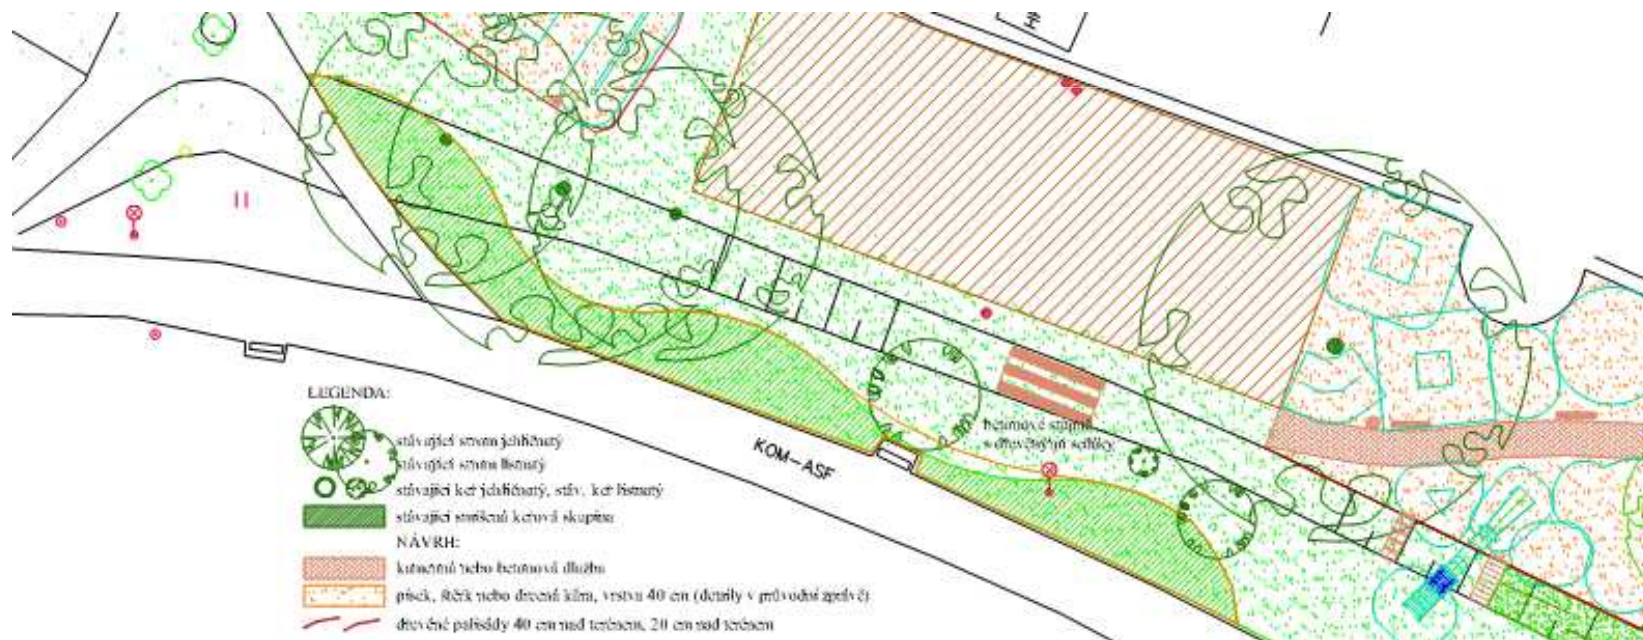 LEGENDA:
stávající strom jehličnatý
stávající strom listnatý
stávající keř jehličnatý, stáv. keř listnatý
stávající smíšená keřová skupina
NÁVRH:
kamenná nebo betonová dlažba
písek, štěrk nebo drcená kůra, vrstva 40 cm (detaily v průvodní zprávě)
dřevěné palisády 40 cm nad terénem, 20 cm nad terénem
KOM-ASF
betonové stupně
s dřevěnými sedáky